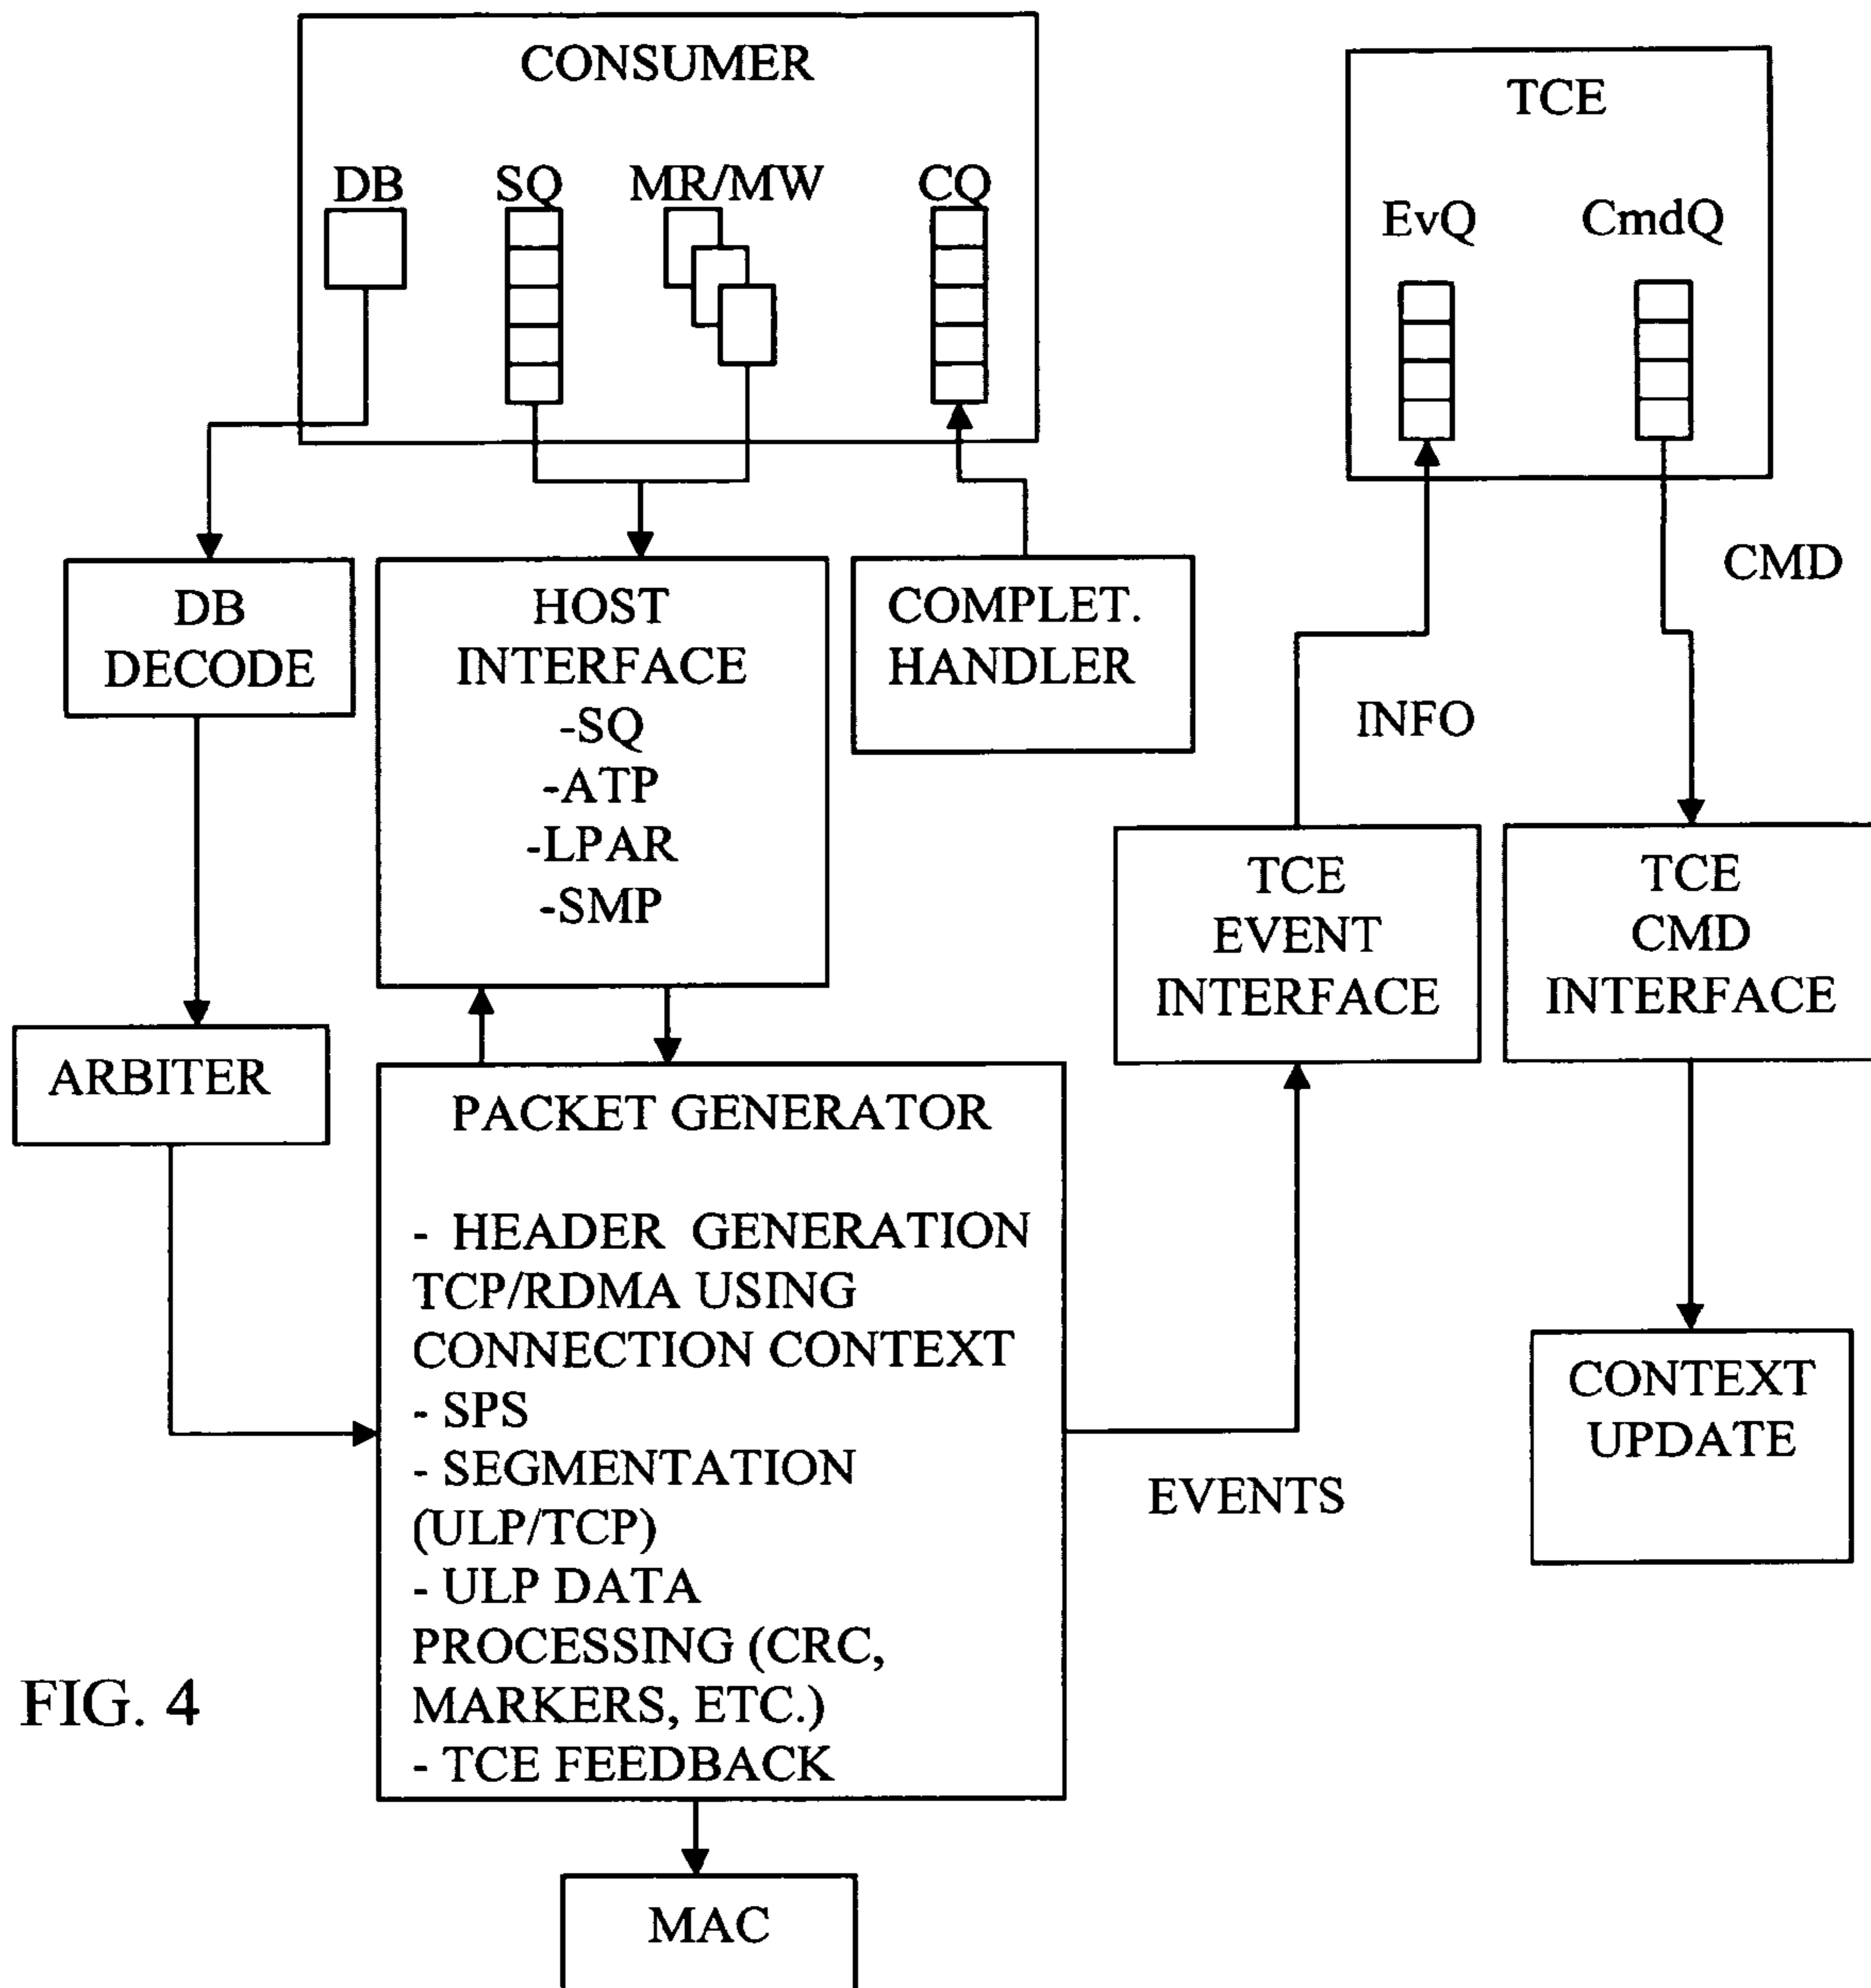 CONSUMER
DB
SQ
MR/MW
CQ
TCE
EvQ
CmdQ
DB
DECODE
HOST
INTERFACE
-SQ
-ATP
-LPAR
-SMP
COMPLET.
HANDLER
INFO
CMD
TCE
EVENT
INTERFACE
TCE
CMD
INTERFACE
ARBITER
PACKET GENERATOR
- HEADER GENERATION
TCP/RDMA USING
CONNECTION CONTEXT
- SPS
- SEGMENTATION
(ULP/TCP)
- ULP DATA
PROCESSING (CRC,
MARKERS, ETC.)
- TCE FEEDBACK
EVENTS
CONTEXT
UPDATE
FIG. 4
MAC